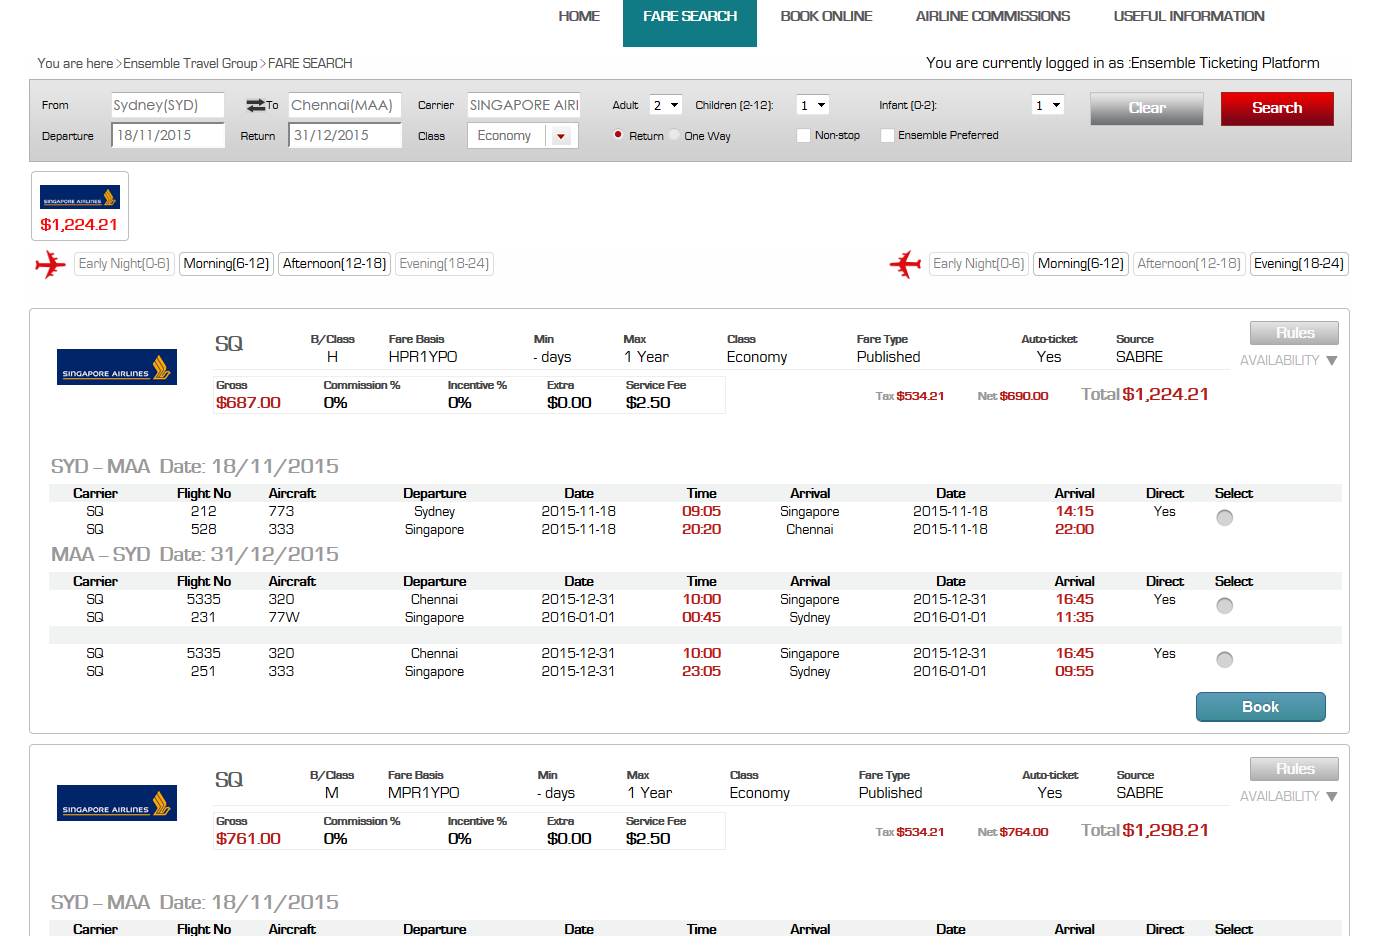 HOME FARE SEARCH BOOK ONLINE AIRLINE COMMISSIONS USEFUL INFORMATION
You are here >Ensemble Travel Group > FARE SEARCH You are currently logged in as :Ensemble Ticketing Platform
From Sydney(SYD) To Chennai(MAA) Carrier SINGAPORE AIRI Adult 2 Children (2-12): 1 Infant (0-2): 1 Clear Search
Departure 18/11/2015 Return 31/12/2015 Class Economy Return One Way Non-stop Ensemble Preferred
SINGAPORE AIRLINES
$1,224.21
Early Night(0-6) Morning(6-12) Afternoon(12-18) Evening(18-24) Early Night(0-6) Morning(6-12) Afternoon(12-18) Evening(18-24)
SINGAPORE AIRLINES
SQ B/Class Fare Basis Min Max Class Fare Type Auto-ticket Source Rules
H HPR1YPO - days 1 Year Economy Published Yes SABRE AVAILABILITY
Gross Commission % Incentive % Extra Service Fee
$687.00 0% 0% $0.00 $2.50 Tax $534.21 Net $690.00 Total $1,224.21
SYD – MAA Date: 18/11/2015
Carrier Flight No Aircraft Departure Date Time Arrival Date Arrival Direct Select
SQ 212 773 Sydney 2015-11-18 09:05 Singapore 2015-11-18 14:15 Yes
SQ 528 333 Singapore 2015-11-18 20:20 Chennai 2015-11-18 22:00
MAA – SYD Date: 31/12/2015
Carrier Flight No Aircraft Departure Date Time Arrival Date Arrival Direct Select
SQ 5335 320 Chennai 2015-12-31 10:00 Singapore 2015-12-31 16:45 Yes
SQ 231 77W Singapore 2016-01-01 00:45 Sydney 2016-01-01 11:35
SQ 5335 320 Chennai 2015-12-31 10:00 Singapore 2015-12-31 16:45 Yes
SQ 251 333 Singapore 2015-12-31 23:05 Sydney 2016-01-01 09:55
Book
SINGAPORE AIRLINES
SQ B/Class Fare Basis Min Max Class Fare Type Auto-ticket Source Rules
M MPR1YPO - days 1 Year Economy Published Yes SABRE AVAILABILITY
Gross Commission % Incentive % Extra Service Fee
$761.00 0% 0% $0.00 $2.50 Tax $534.21 Net $764.00 Total $1,298.21
SYD – MAA Date: 18/11/2015
Carrier Flight No Aircraft Departure Date Time Arrival Date Arrival Direct Select